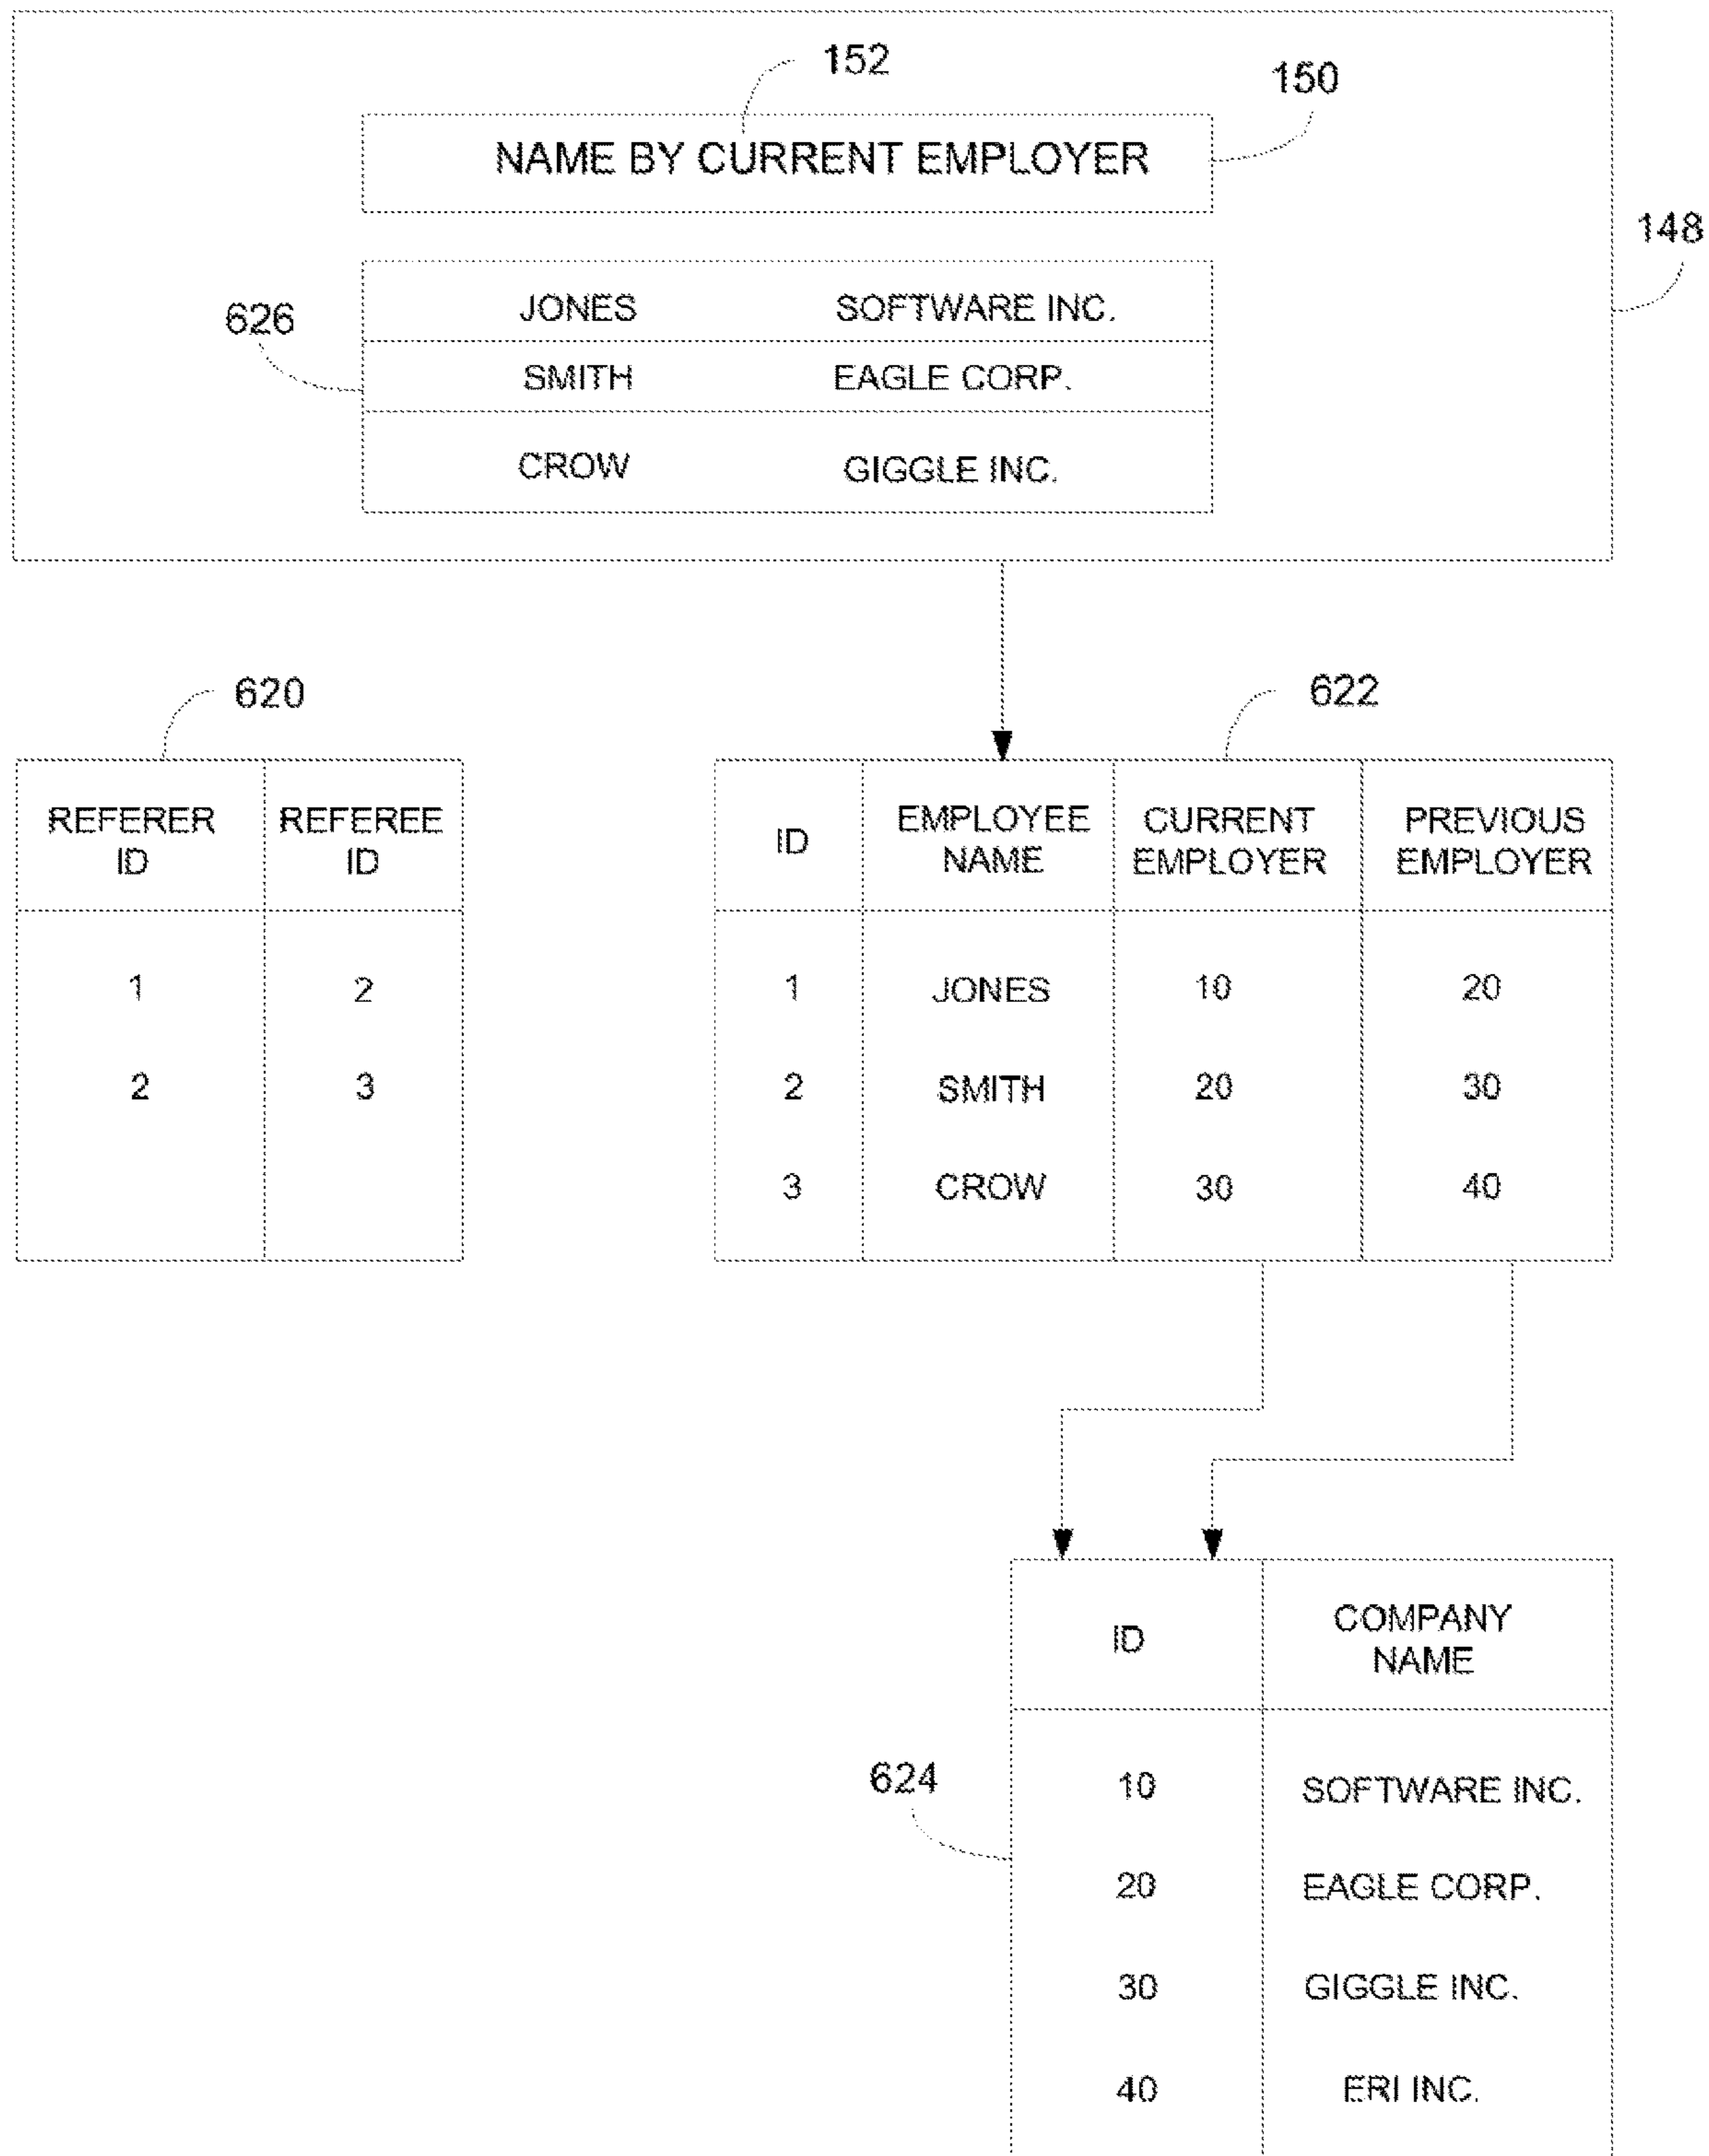 152
150
NAME BY CURRENT EMPLOYER
148
626
JONES SOFTWARE INC.
SMITH EAGLE CORP.
CROW GIGGLE INC.
620
622
REFERER ID REFEREE ID
ID EMPLOYEE NAME CURRENT EMPLOYER PREVIOUS EMPLOYER
1 2
2 3
1 JONES 10 20
2 SMITH 20 30
3 CROW 30 40
624
ID COMPANY NAME
10 SOFTWARE INC.
20 EAGLE CORP.
30 GIGGLE INC.
40 ERI INC.